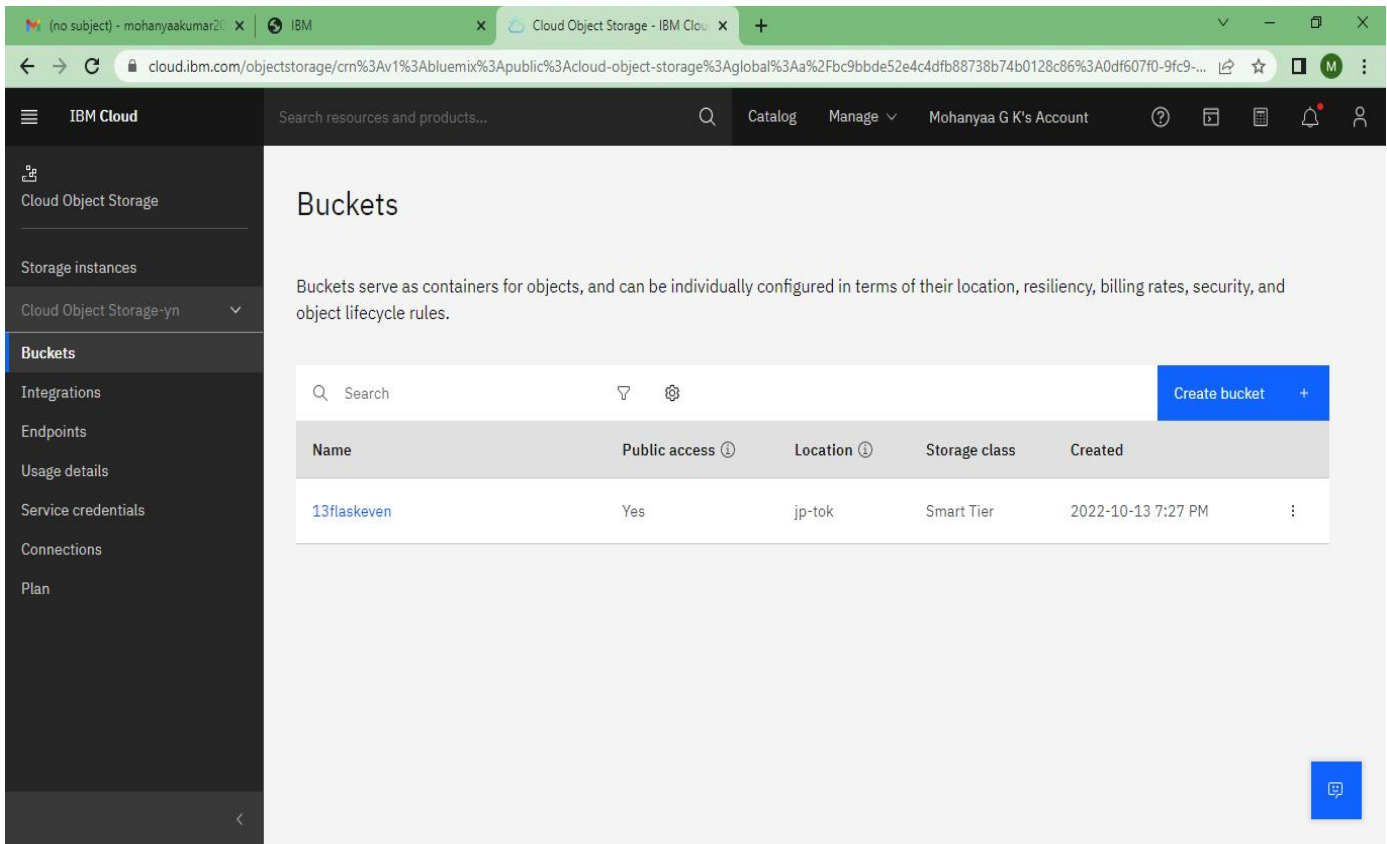 (no subject) - mohanyaakumar20
IBM
Cloud Object Storage - IBM Clou
cloud.ibm.com/objectstorage/crn%3Av1%3Abluemix%3Apublic%3Acloud-object-storage%3Aglobal%3Aa%2Fbc9bbde52e4c4dfb88738b74b0128c86%3A0df607f0-9fc9-...
M
IBM Cloud
Search resources and products...
Catalog
Manage
Mohanyaa G K's Account
Cloud Object Storage
Storage instances
Cloud Object Storage-yn
Buckets
Integrations
Endpoints
Usage details
Service credentials
Connections
Plan
Buckets
Buckets serve as containers for objects, and can be individually configured in terms of their location, resiliency, billing rates, security, and
object lifecycle rules.
Search
Create bucket +
Name Public access Location Storage class Created
13flaskeven Yes jp-tok Smart Tier 2022-10-13 7:27 PM